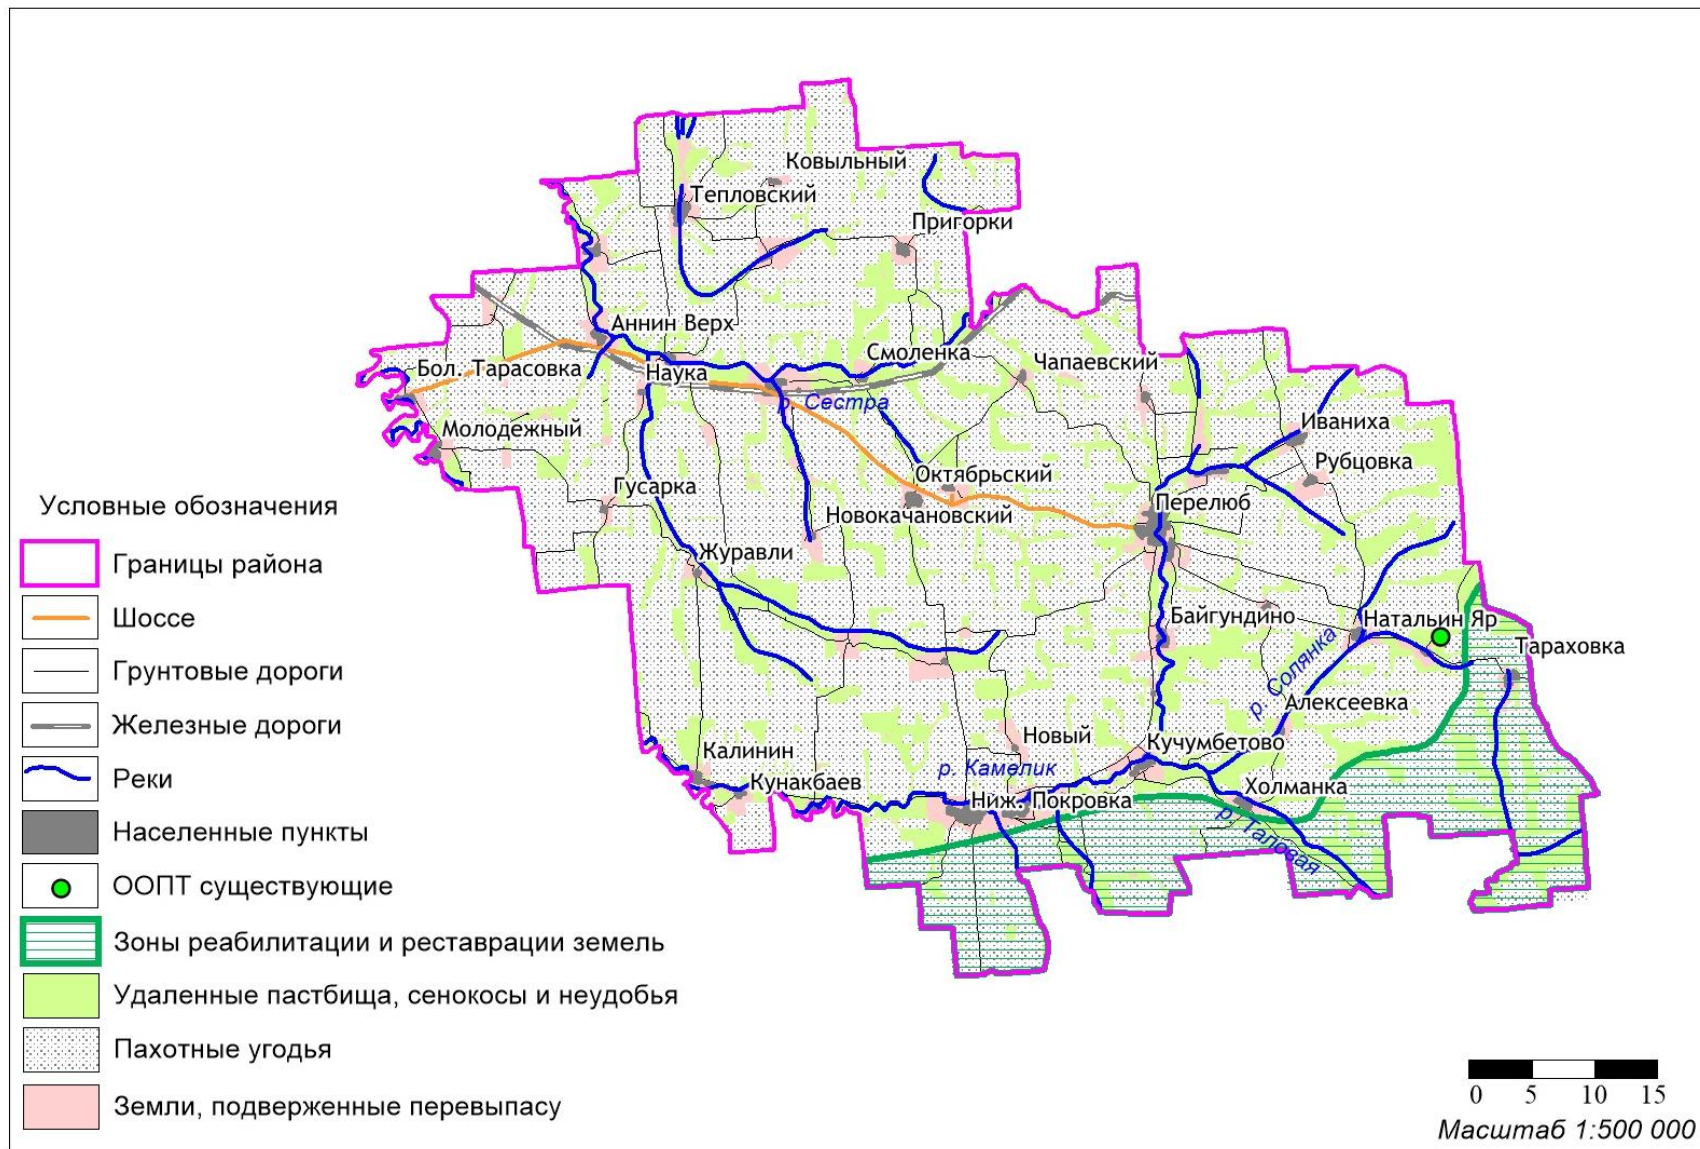 Ковыльный
Тепловский
Пригорки
Аннин Верх
Смоленка
Чапаевский
Бол. Тарасовка
Наука
р. Сестра
Молодежный
Иваниха
Рубцовка
Октябрьский
Гусарка
Перелюб
Новокачановский
Журавли
Байгундино
Натальин Яр
Тараховка
р. Солянка
Алексеевка
Новый
Кучумбетово
Калинин
р. Камелик
Кунакбаев
Холманка
Ниж. Покровка
р. Таловая
Условные обозначения
Границы района
Шоссе
Грунтовые дороги
Железные дороги
Реки
Населенные пункты
ООПТ существующие
Зоны реабилитации и реставрации земель
Удаленные пастбища, сенокосы и неудобья
Пахотные угодья
Земли, подверженные перевыпасу
0 5 10 15
Масштаб 1:500 000